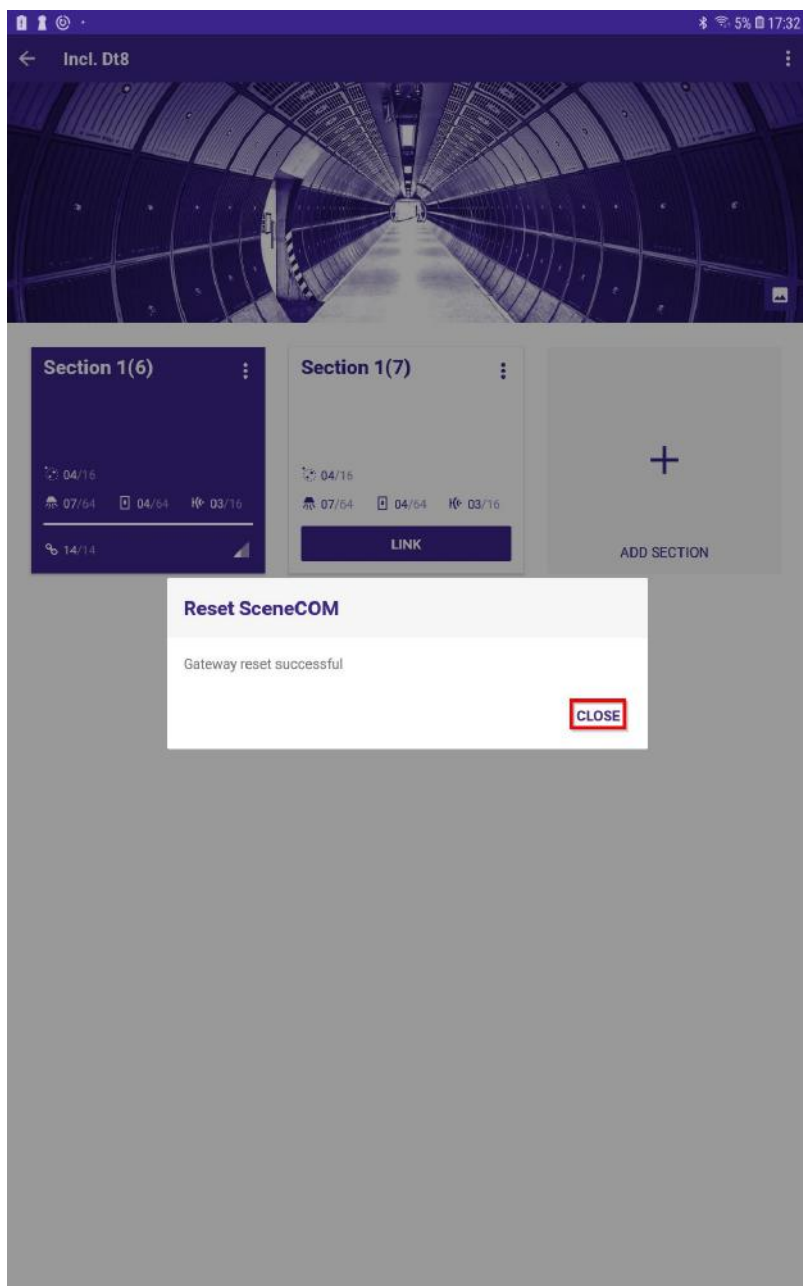 5% 17:32
Incl. Dt8
Section 1(6)
Section 1(7)
04/16
04/16
07/64 04/64 03/16
07/64 04/64 03/16
14/14
LINK
ADD SECTION
Reset SceneCOM
Gateway reset successful
CLOSE